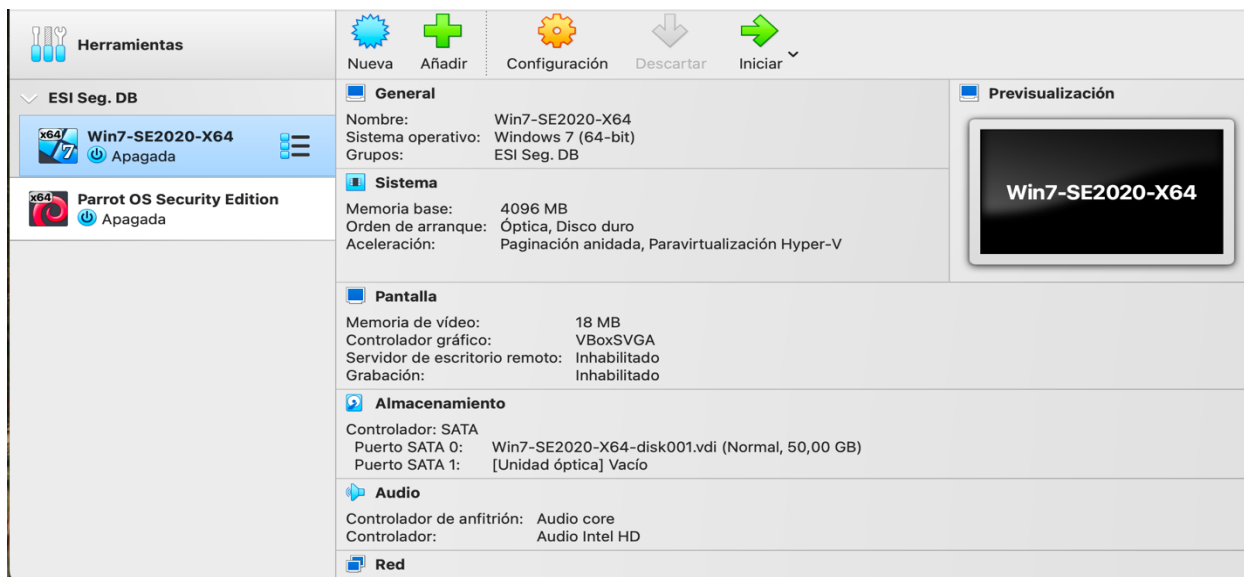 Herramientas
Nueva Añadir Configuración Descartar Iniciar
ESI Seg. DB
x64 Win7-SE2020-X64
7 Apagada
x64 Parrot OS Security Edition
Apagada
General
Nombre: Win7-SE2020-X64
Sistema operativo: Windows 7 (64-bit)
Grupos: ESI Seg. DB
Sistema
Memoria base: 4096 MB
Orden de arranque: Óptica, Disco duro
Aceleración: Paginación anidada, Paravirtualización Hyper-V
Previsualización
Win7-SE2020-X64
Pantalla
Memoria de vídeo: 18 MB
Controlador gráfico: VBoxSVGA
Servidor de escritorio remoto: Inhabilitado
Grabación: Inhabilitado
Almacenamiento
Controlador: SATA
Puerto SATA 0: Win7-SE2020-X64-disk001.vdi (Normal, 50,00 GB)
Puerto SATA 1: [Unidad óptica] Vacío
Audio
Controlador de anfitrión: Audio core
Controlador: Audio Intel HD
Red